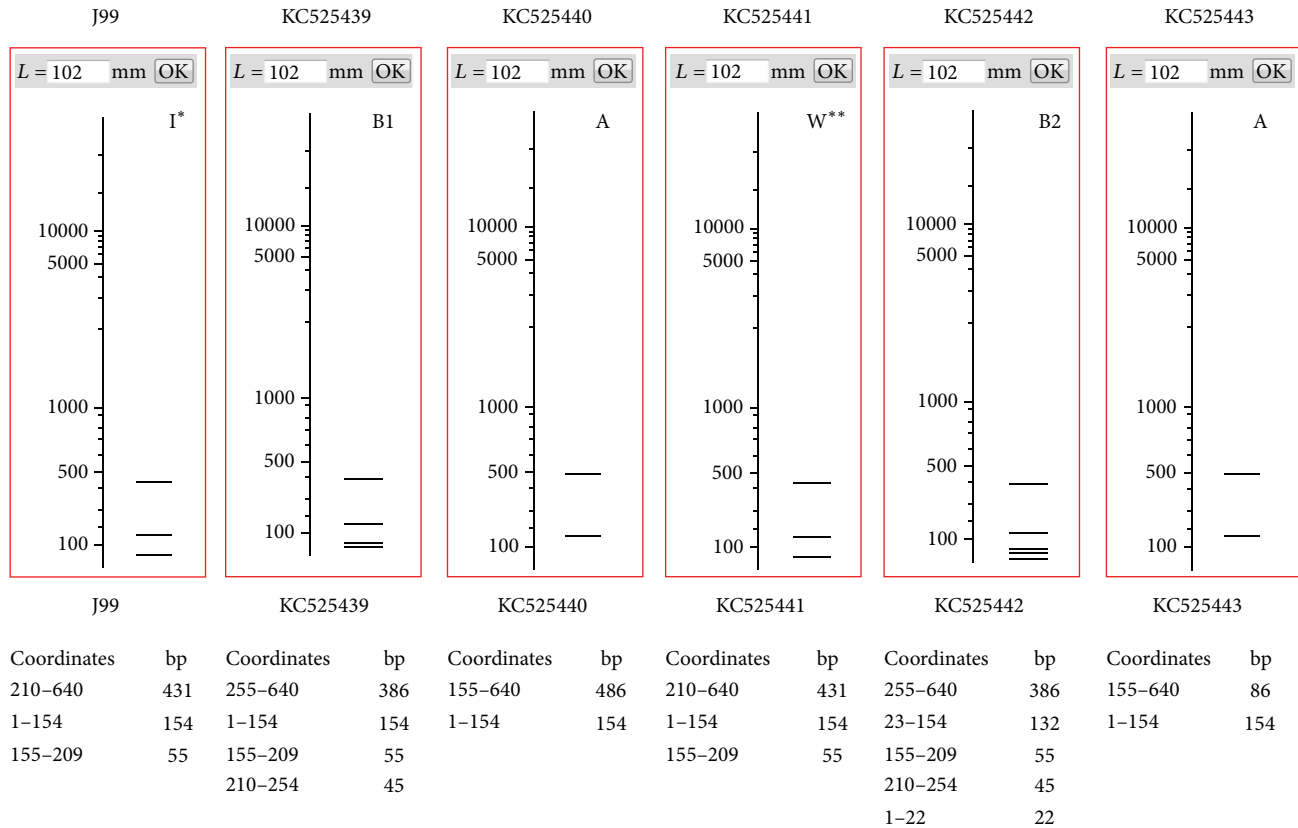 J99 KC525439 KC525440 KC525441 KC525442 KC525443
L = 102 mm OK L = 102 mm OK L = 102 mm OK L = 102 mm OK L = 102 mm OK L = 102 mm OK
I* B1 A W** B2 A
10000 10000 10000 10000 10000 10000
5000 5000 5000 5000 5000 5000
1000 1000 1000 1000 1000 1000
500 500 500 500 500 500
100 100 100 100 100 100
J99 KC525439 KC525440 KC525441 KC525442 KC525443
Coordinates bp Coordinates bp Coordinates bp Coordinates bp Coordinates bp Coordinates bp
210–640 431 255–640 386 155–640 486 210–640 431 255–640 386 155–640 86
1–154 154 1–154 154 1–154 154 1–154 154 23–154 132 1–154 154
155–209 55 155–209 55 155–209 55 155–209 55
210–254 45 210–254 45
1–22 22